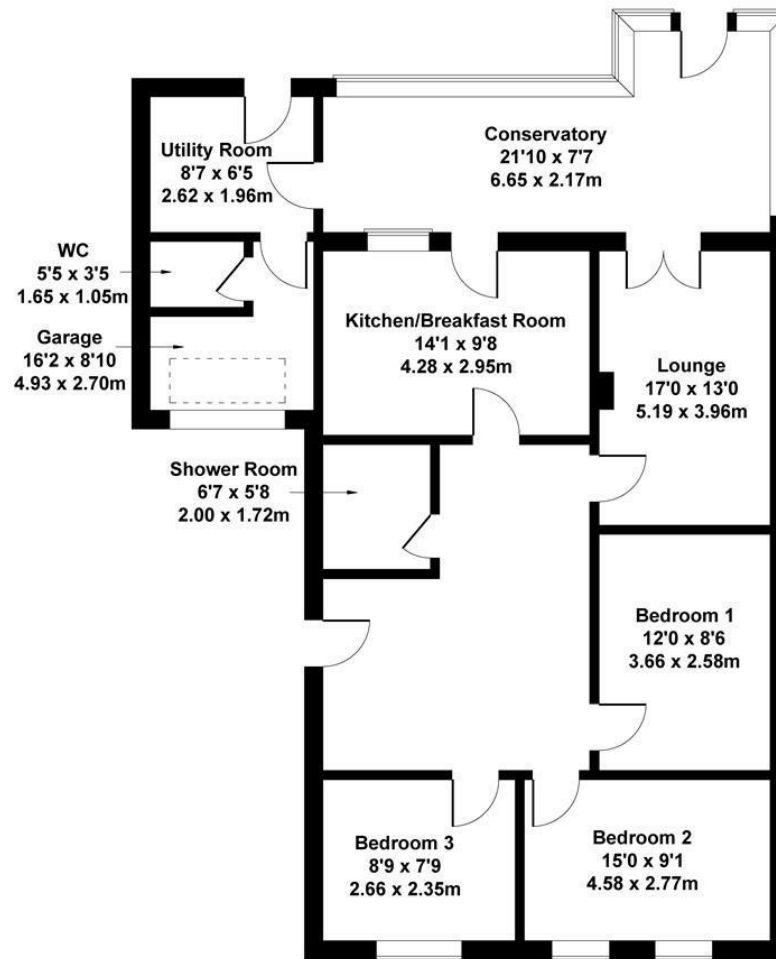 Utility Room
8'7 x 6'5
2.62 x 1.96m
Conservatory
21'10 x 7'7
6.65 x 2.17m
WC
5'5 x 3'5
1.65 x 1.05m
Garage
16'2 x 8'10
4.93 x 2.70m
Kitchen/Breakfast Room
14'1 x 9'8
4.28 x 2.95m
Lounge
17'0 x 13'0
5.19 x 3.96m
Shower Room
6'7 x 5'8
2.00 x 1.72m
Bedroom 1
12'0 x 8'6
3.66 x 2.58m
Bedroom 3
8'9 x 7'9
2.66 x 2.35m
Bedroom 2
15'0 x 9'1
4.58 x 2.77m